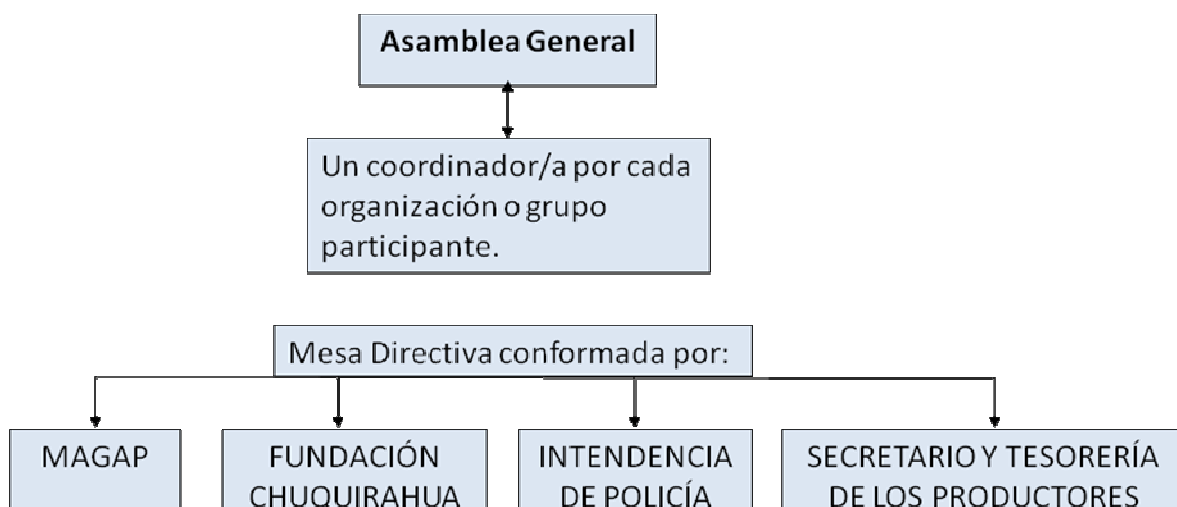 Asamblea General
Un coordinador/a por cada
organización o grupo
participante.
Mesa Directiva conformada por:
MAGAP
FUNDACIÓN
CHUQUIRAHUA
INTENDENCIA
DE POLICÍA
SECRETARIO Y TESORERÍA
DE LOS PRODUCTORES